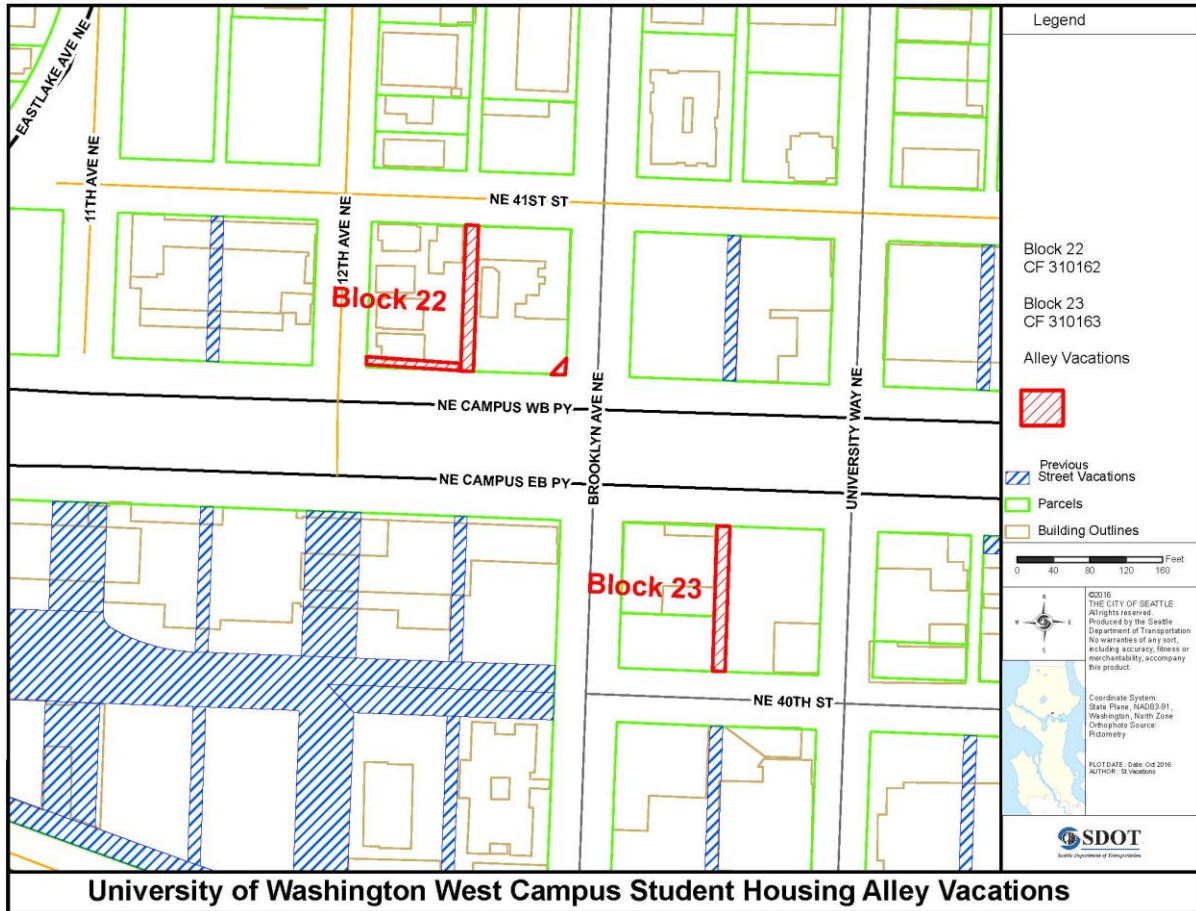 EASTLAKE AVE NE
11TH AVE NE
NE 41ST ST
12TH AVE NE
Block 22
NE CAMPUS WB PY
NE CAMPUS EB PY
BROOKLYN AVE NE
UNIVERSITY WAY NE
Block 23
NE 40TH ST
Legend
Block 22
CF 310162
Block 23
CF 310163
Alley Vacations
Previous
Street Vacations
Parcels
Building Outlines
Feet
0 40 80 120 160
N
W E
S
©2016
THE CITY OF SEATTLE
All rights reserved.
Produced by the Seattle
Department of Transportation
No warranties of any sort,
including accuracy, fitness or
merchantability, accompany
this product.
Coordinate System:
State Plane, NAD83-91,
Washington, North Zone
Orthophoto Source:
Pictometry
PLOT DATE : Date: Oct 2016
AUTHOR : St Vacations
SDOT
Seattle Department of Transportation
University of Washington West Campus Student Housing Alley Vacations